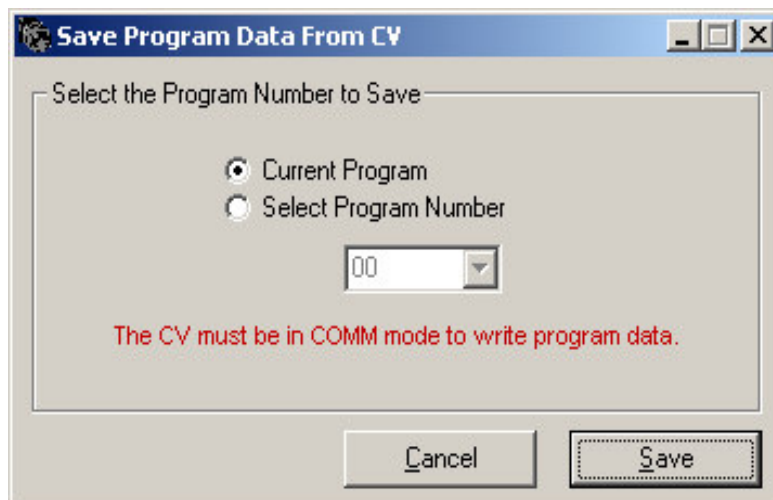 Save Program Data From CV
Select the Program Number to Save
Current Program
Select Program Number
00
The CV must be in COMM mode to write program data.
Cancel
Save